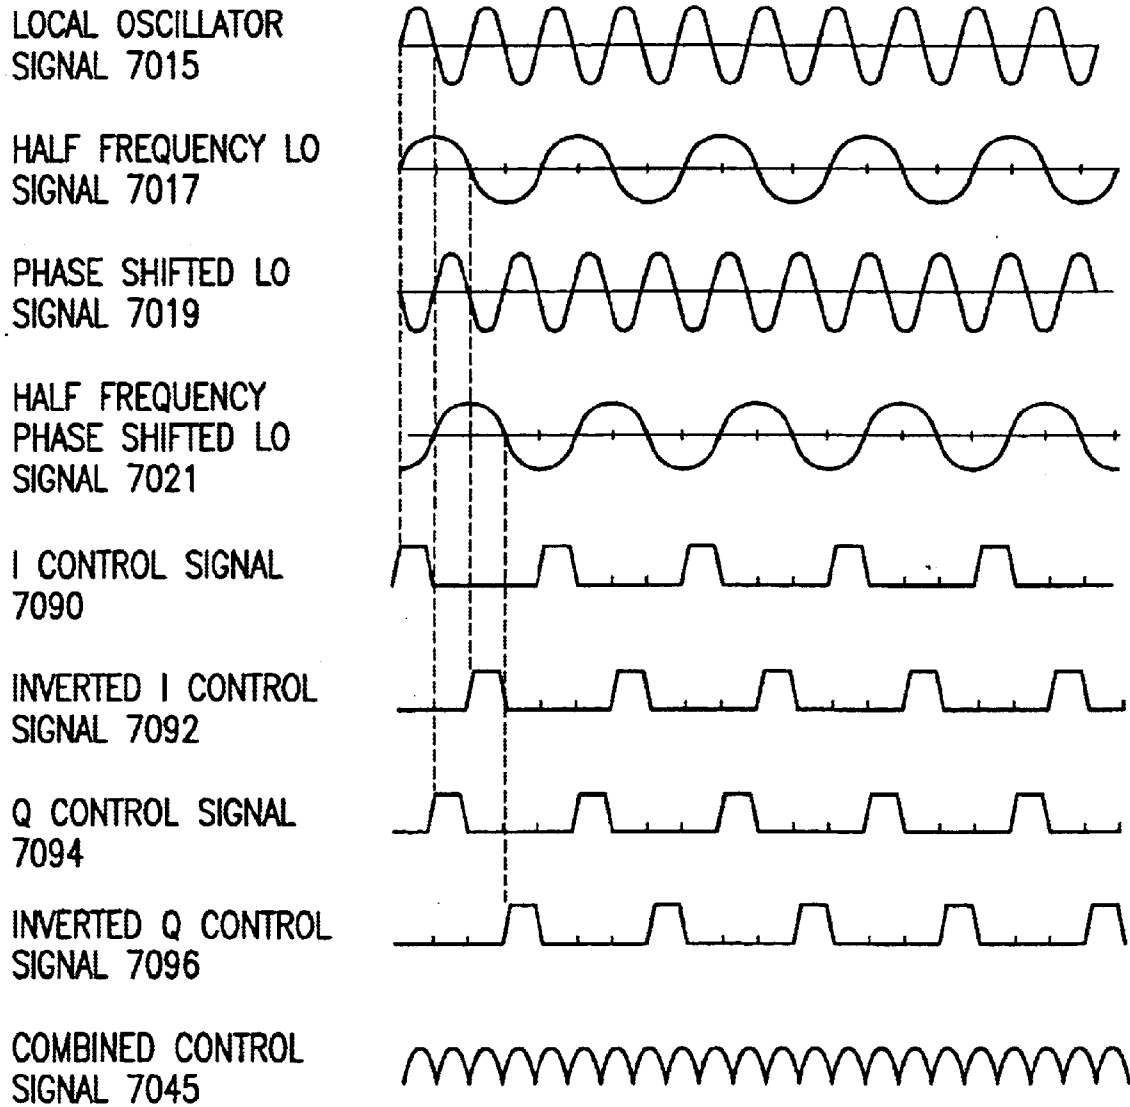 LOCAL OSCILLATOR
SIGNAL 7015
HALF FREQUENCY LO
SIGNAL 7017
PHASE SHIFTED LO
SIGNAL 7019
HALF FREQUENCY
PHASE SHIFTED LO
SIGNAL 7021
I CONTROL SIGNAL
7090
INVERTED I CONTROL
SIGNAL 7092
Q CONTROL SIGNAL
7094
INVERTED Q CONTROL
SIGNAL 7096
COMBINED CONTROL
SIGNAL 7045